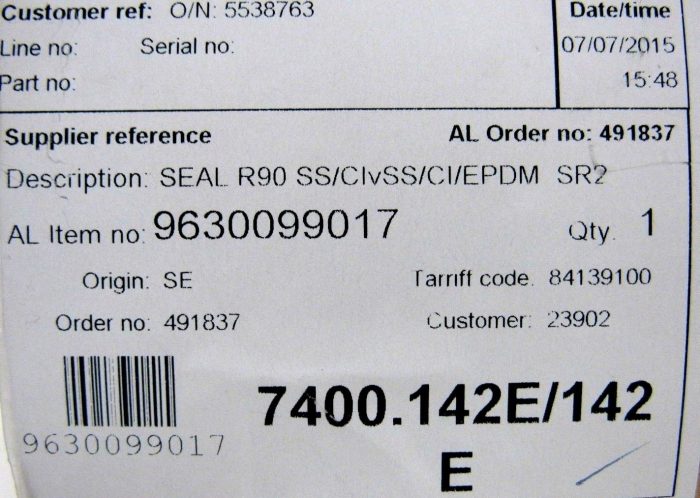 Customer ref: O/N: 5538763
Date/time
Line no: Serial no:
07/07/2015
Part no:
15:48
Supplier reference AL Order no: 491837
Description: SEAL R90 SS/CIvSS/CI/EPDM SR2
AL Item no: 9630099017 Qty. 1
Origin: SE Tarriff code. 84139100
Order no: 491837 Customer: 23902
7400.142E/142
E
9630099017